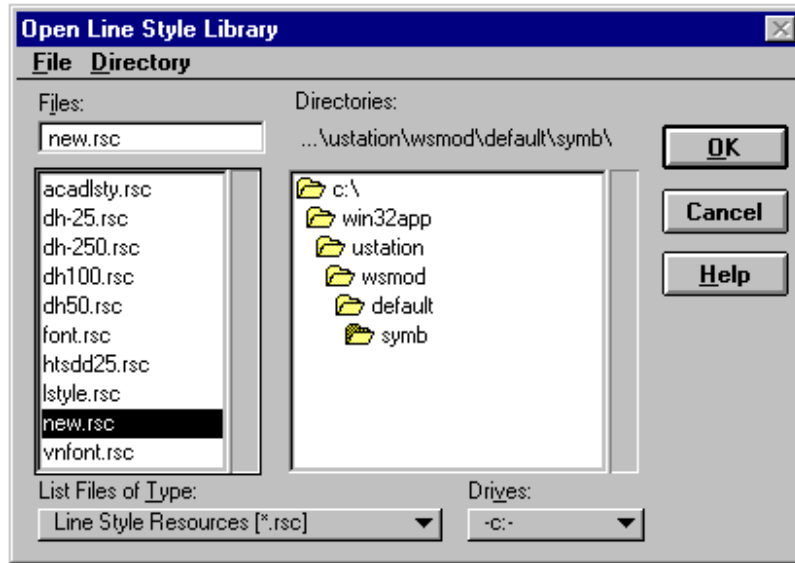 Open Line Style Library
File Directory
Files:
Directories:
new.rsc
...\ustation\wsmod\default\symb\
OK
Cancel
Help
acadlsty.rsc
dh-25.rsc
dh-250.rsc
dh100.rsc
dh50.rsc
font.rsc
htsdd25.rsc
lstyle.rsc
new.rsc
vnfont.rsc
c:\
win32app
ustation
wsmod
default
symb
List Files of Type:
Line Style Resources [*.rsc]
Drives:
-c:-